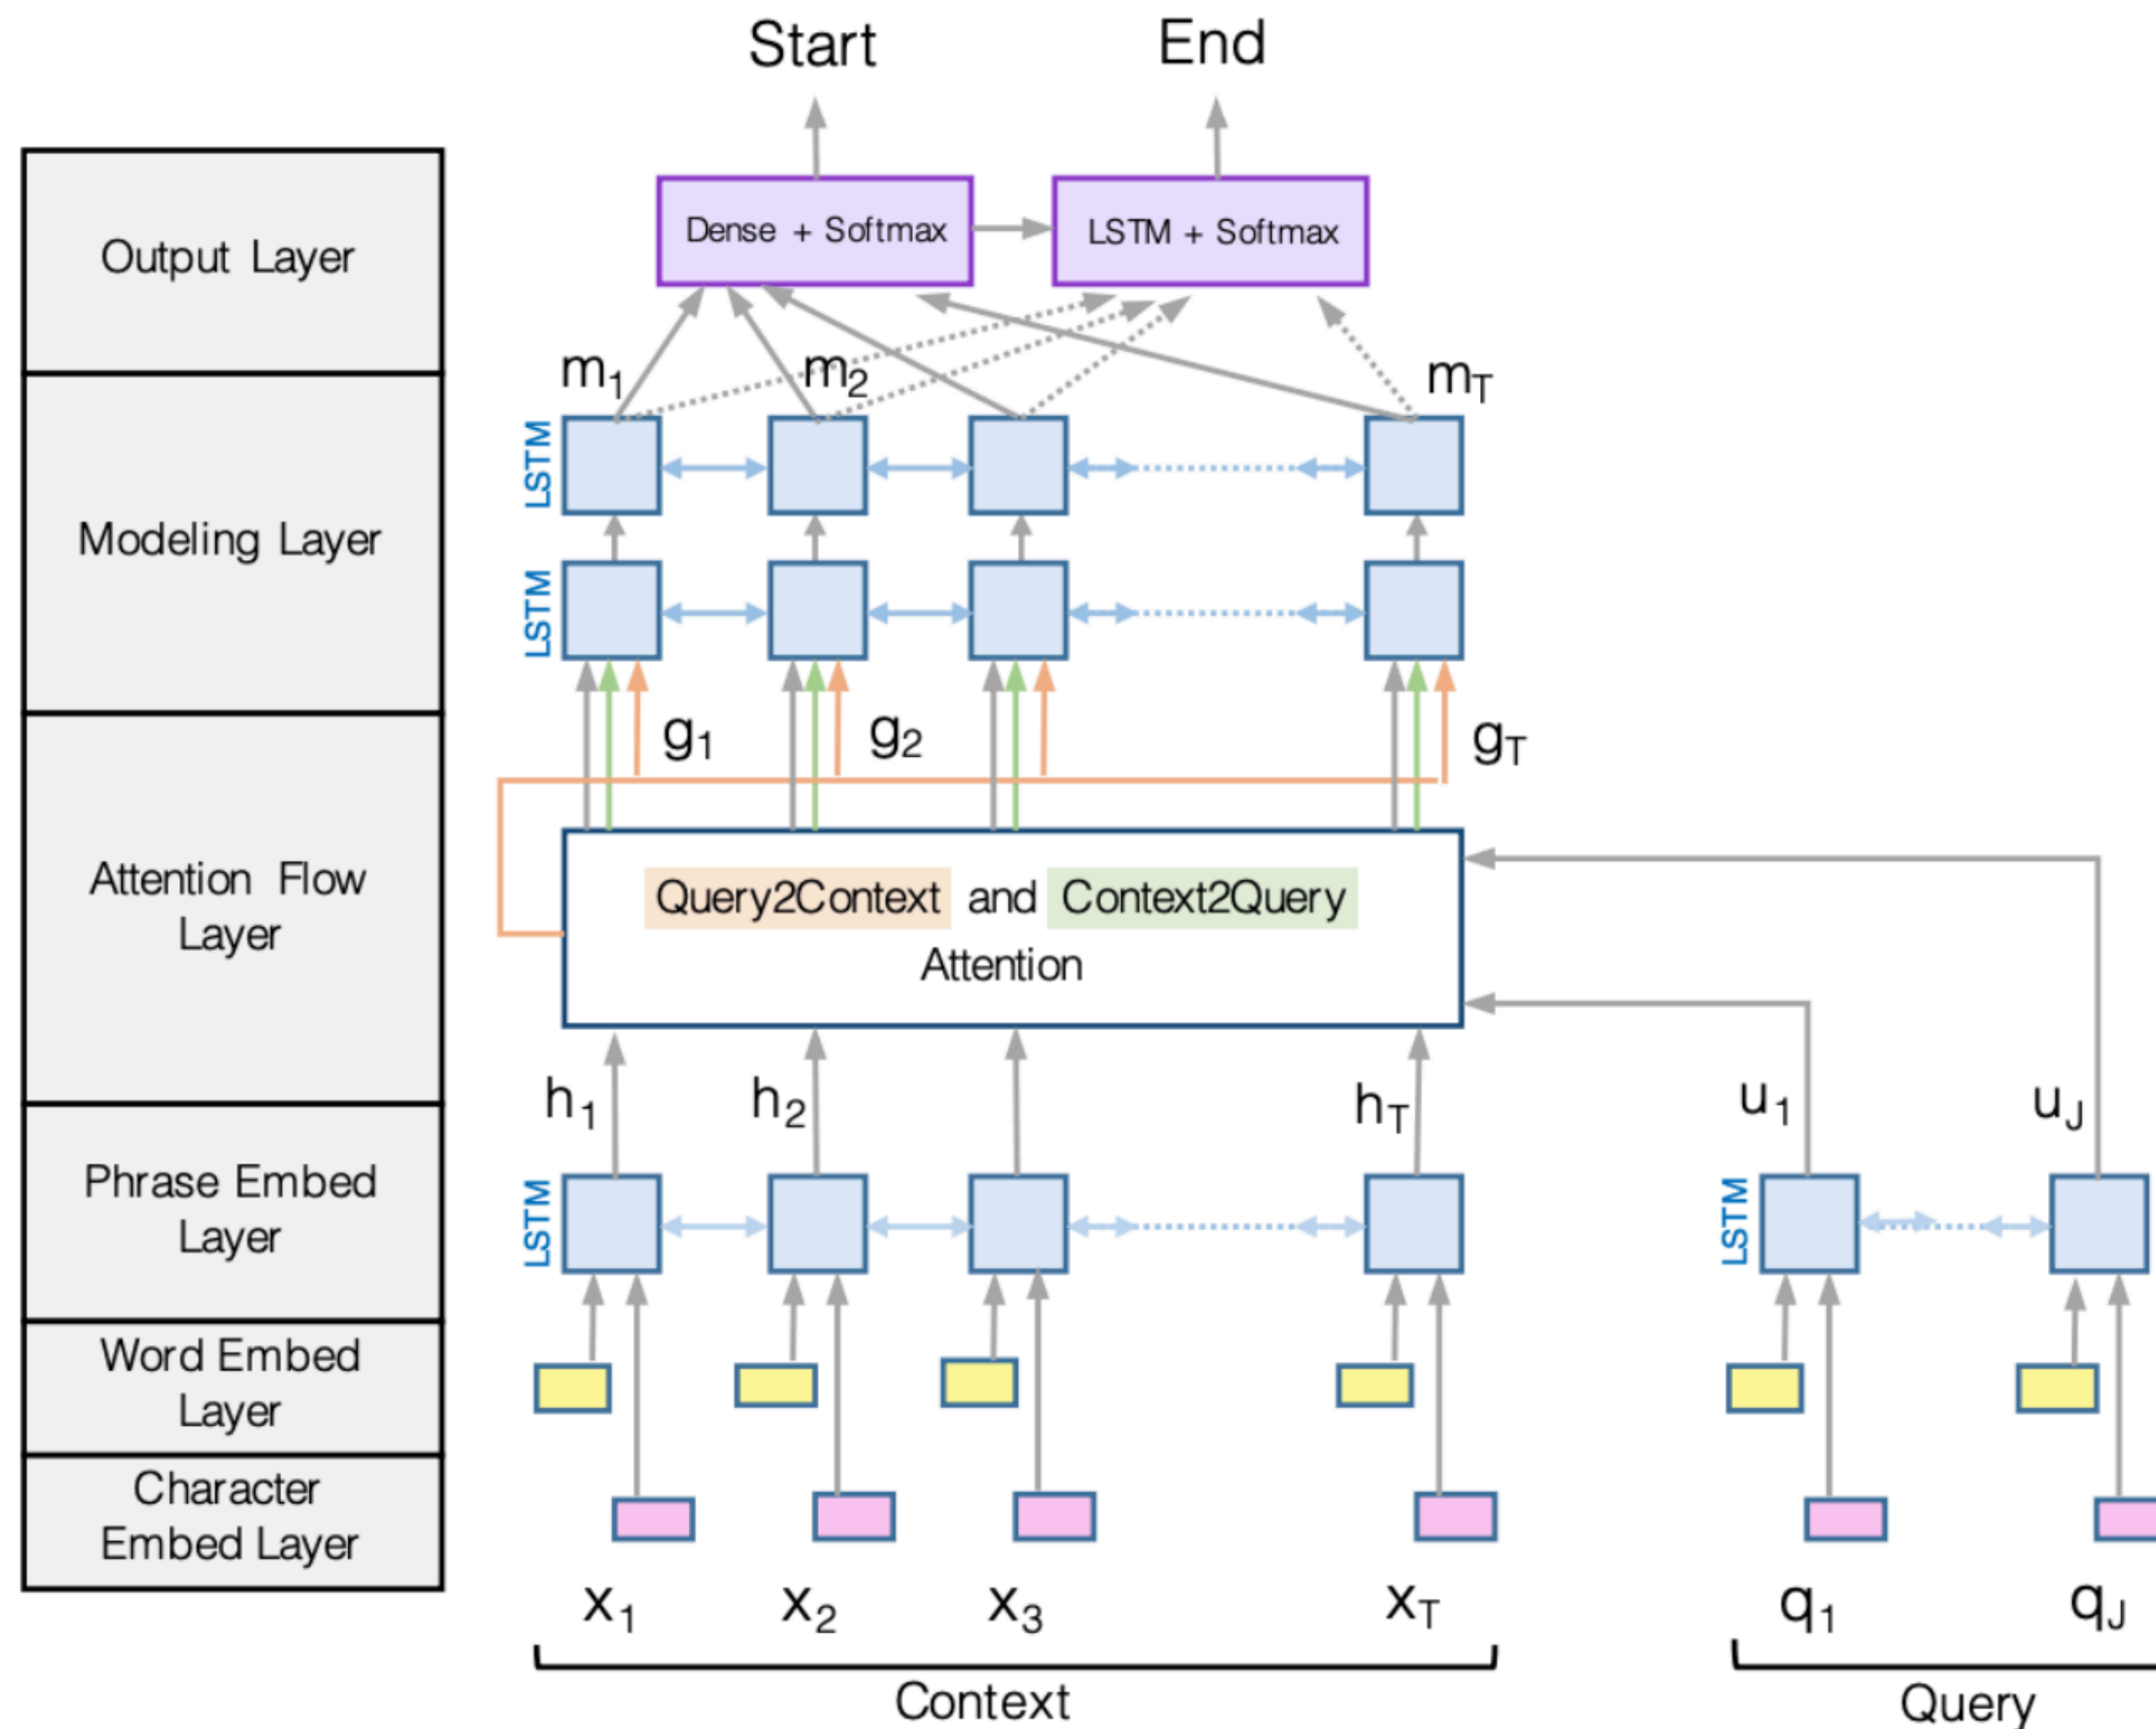 Start End
Output Layer
Dense + Softmax LSTM + Softmax
m1 m2 mT
Modeling Layer
LSTM
LSTM
g1 g2 gT
Attention Flow
Layer
Query2Context and Context2Query
Attention
h1 h2 hT u1 uJ
Phrase Embed
Layer
LSTM LSTM
Word Embed
Layer
Character
Embed Layer
x1 x2 x3 xT q1 qJ
Context Query